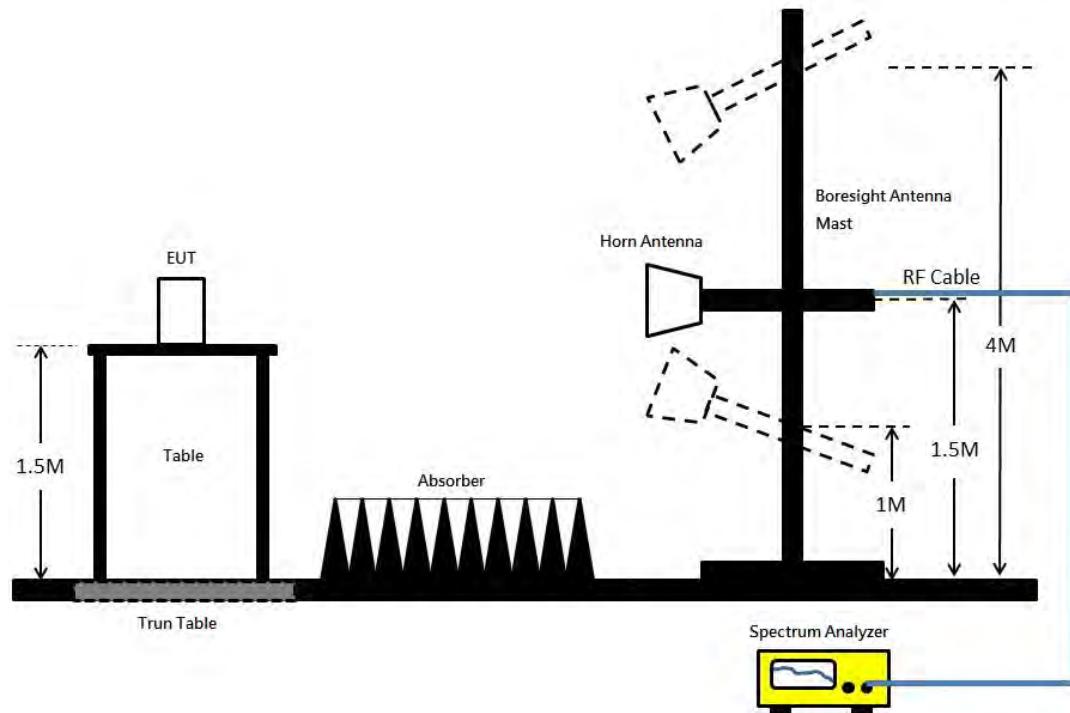 Boresight Antenna
Mast
Horn Antenna
EUT
RF Cable
4M
1.5M
Table
1.5M
Absorber
1M
Trun Table
Spectrum Analyzer